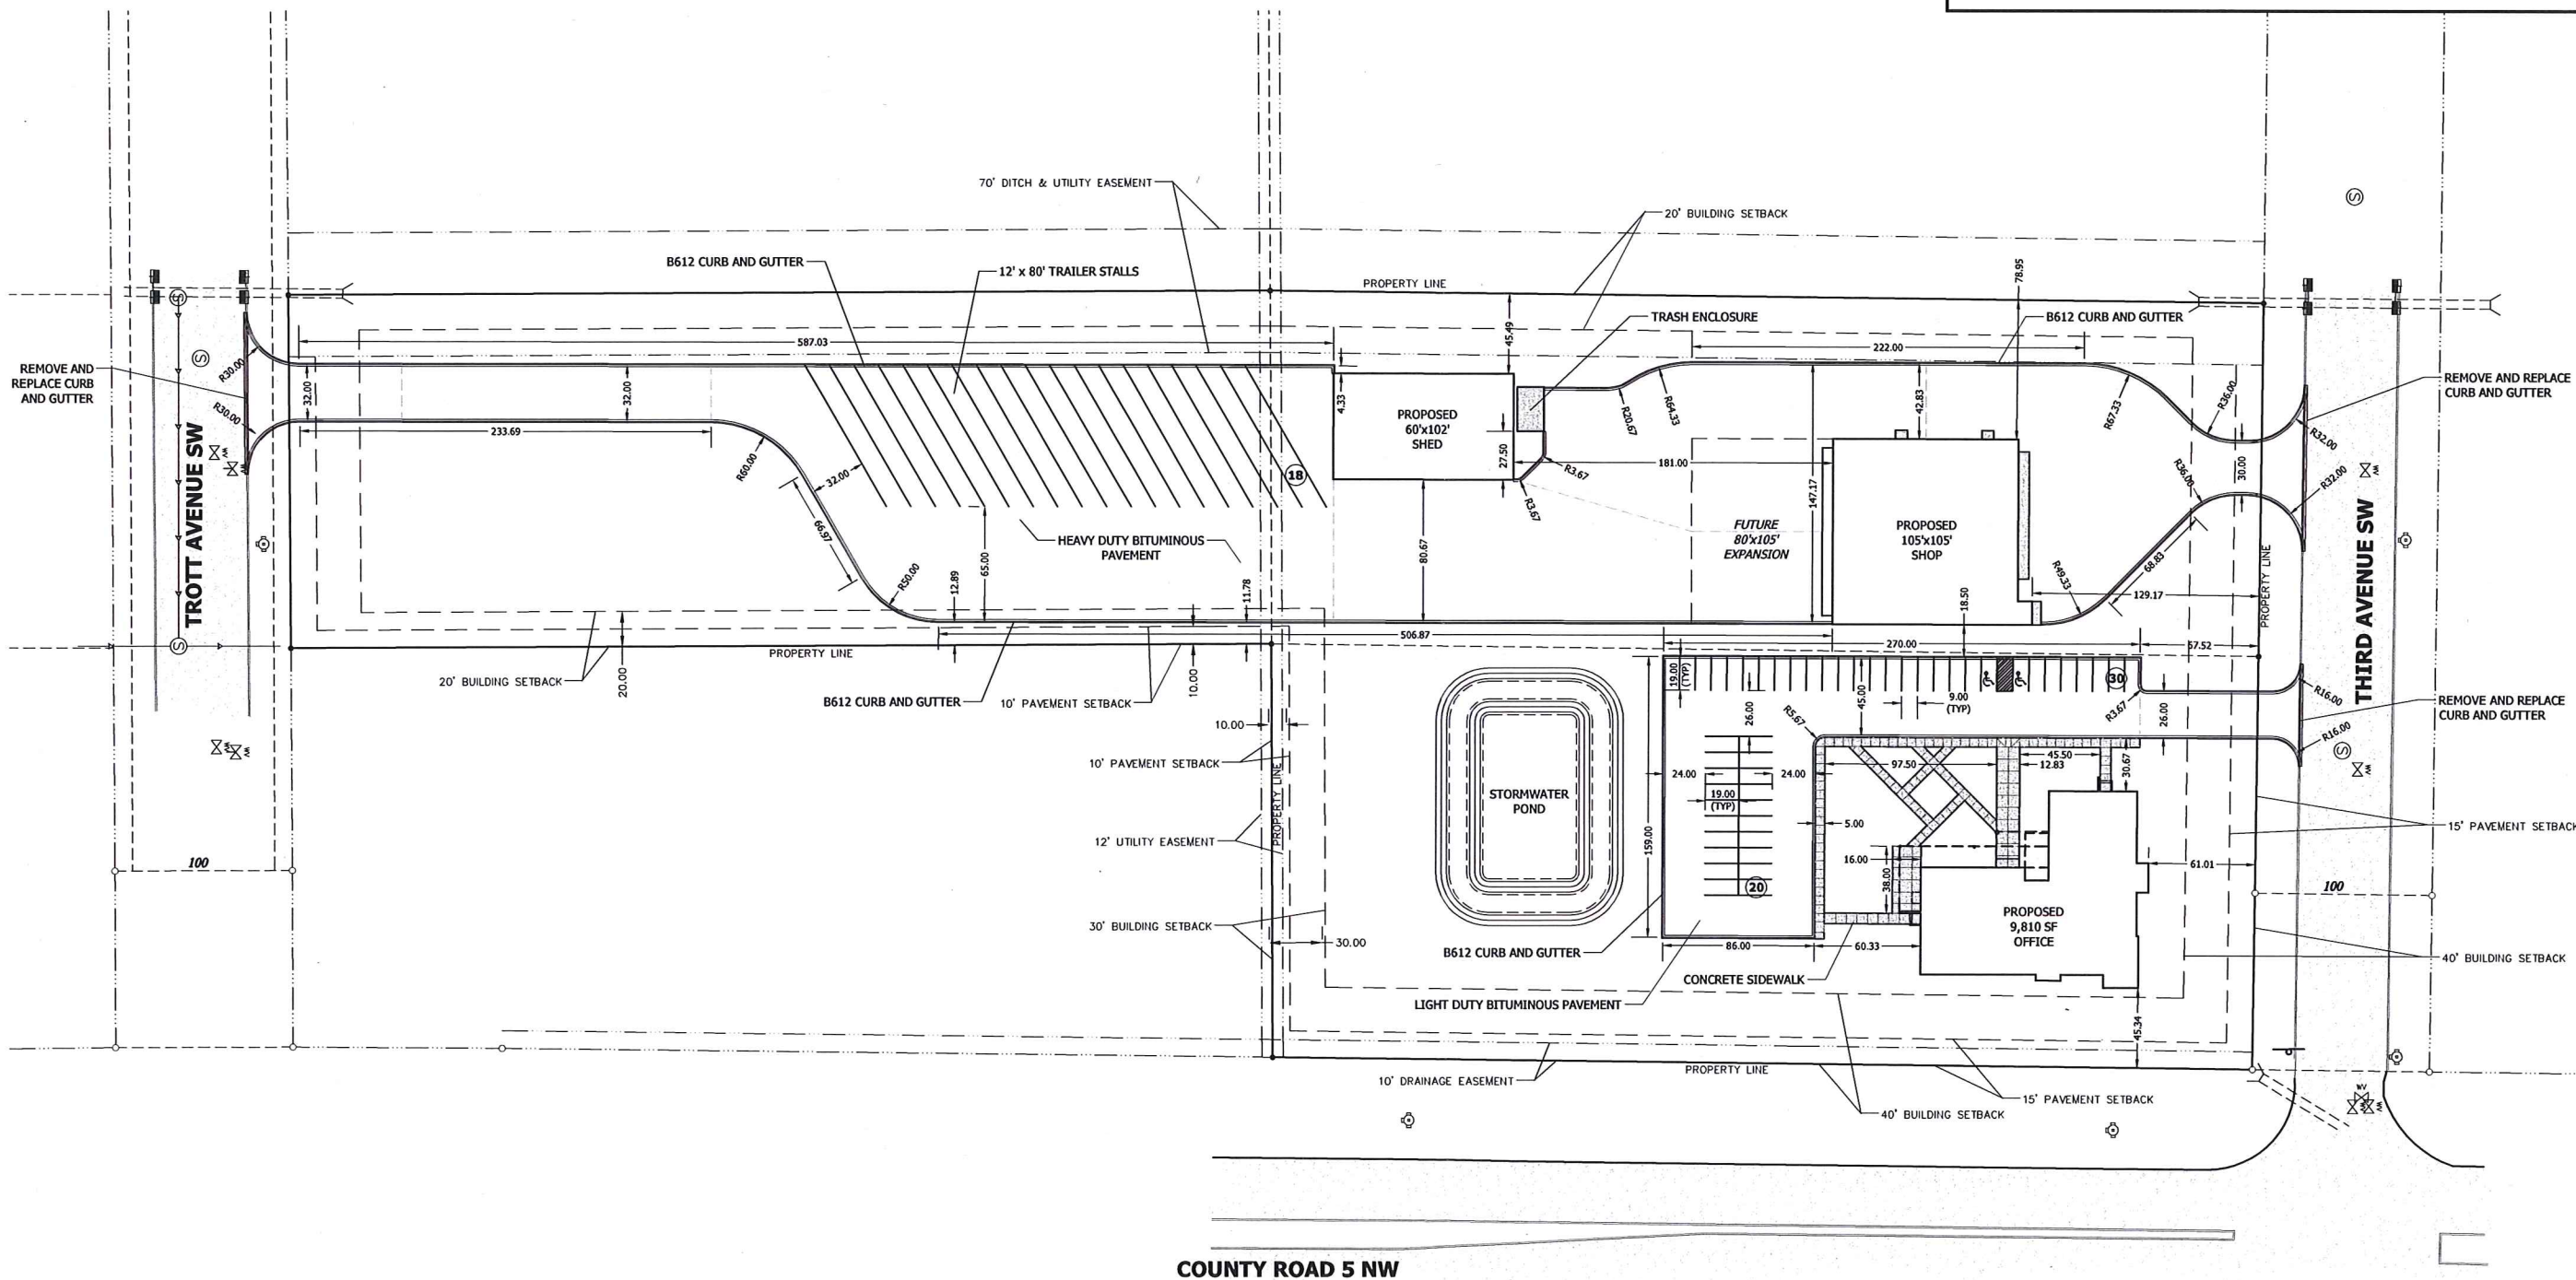 70' DITCH & UTILITY EASEMENT
20' BUILDING SETBACK
B612 CURB AND GUTTER
12' x 80' TRAILER STALLS
PROPERTY LINE
78.95
45.49
TRASH ENCLOSURE
B612 CURB AND GUTTER
587.03
222.00
REMOVE AND
REPLACE CURB
AND GUTTER
R30.00
R30.00
32.00
32.00
233.69
TROTT AVENUE SW
4.33
PROPOSED
60'x102'
SHED
27.50
R20.67
R64.33
42.83
R67.33
R36.00
R32.00
REMOVE AND REPLACE
CURB AND GUTTER
18
R3.67
R3.67
181.00
147.17
30.00
R36.00
R32.00
R60.00
32.00
66.97
R50.00
HEAVY DUTY BITUMINOUS
PAVEMENT
65.00
12.89
11.78
80.67
FUTURE
80'x105'
EXPANSION
PROPOSED
105'x105'
SHOP
18.50
R49.33
68.83
129.17
PROPERTY LINE
THIRD AVENUE SW
506.87
270.00
57.52
PROPERTY LINE
20' BUILDING SETBACK
20.00
B612 CURB AND GUTTER
10' PAVEMENT SETBACK
10.00
10.00
19.00
(TYP)
26.00
45.00
9.00
(TYP)
30
R3.67
26.00
R16.00
R16.00
REMOVE AND REPLACE
CURB AND GUTTER
R5.67
10' PAVEMENT SETBACK
PROPERTY LINE
STORMWATER
POND
24.00
24.00
19.00
(TYP)
97.50
45.50
12.83
30.67
12' UTILITY EASEMENT
159.00
5.00
16.00
38.00
20
61.01
15' PAVEMENT SETBACK
100
100
PROPOSED
9,810 SF
OFFICE
30' BUILDING SETBACK
30.00
B612 CURB AND GUTTER
86.00
60.33
CONCRETE SIDEWALK
40' BUILDING SETBACK
LIGHT DUTY BITUMINOUS PAVEMENT
45.34
10' DRAINAGE EASEMENT
PROPERTY LINE
15' PAVEMENT SETBACK
40' BUILDING SETBACK
COUNTY ROAD 5 NW